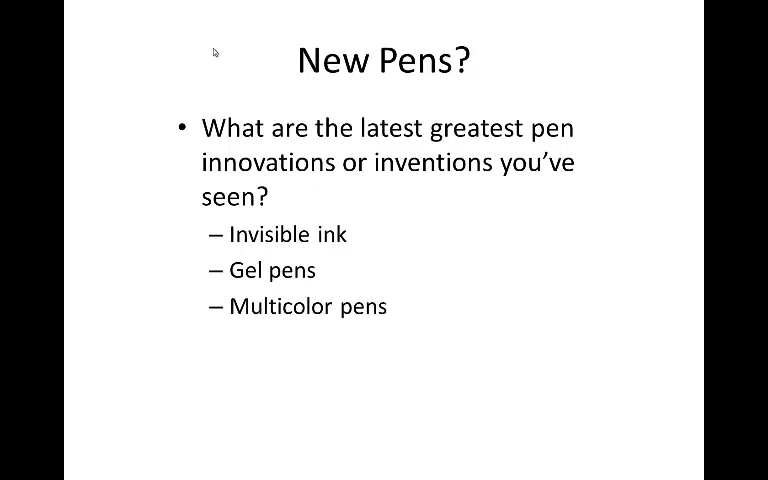 New Pens?
• What are the latest greatest pen
innovations or inventions you've
seen?
– Invisible ink
– Gel pens
– Multicolor pens